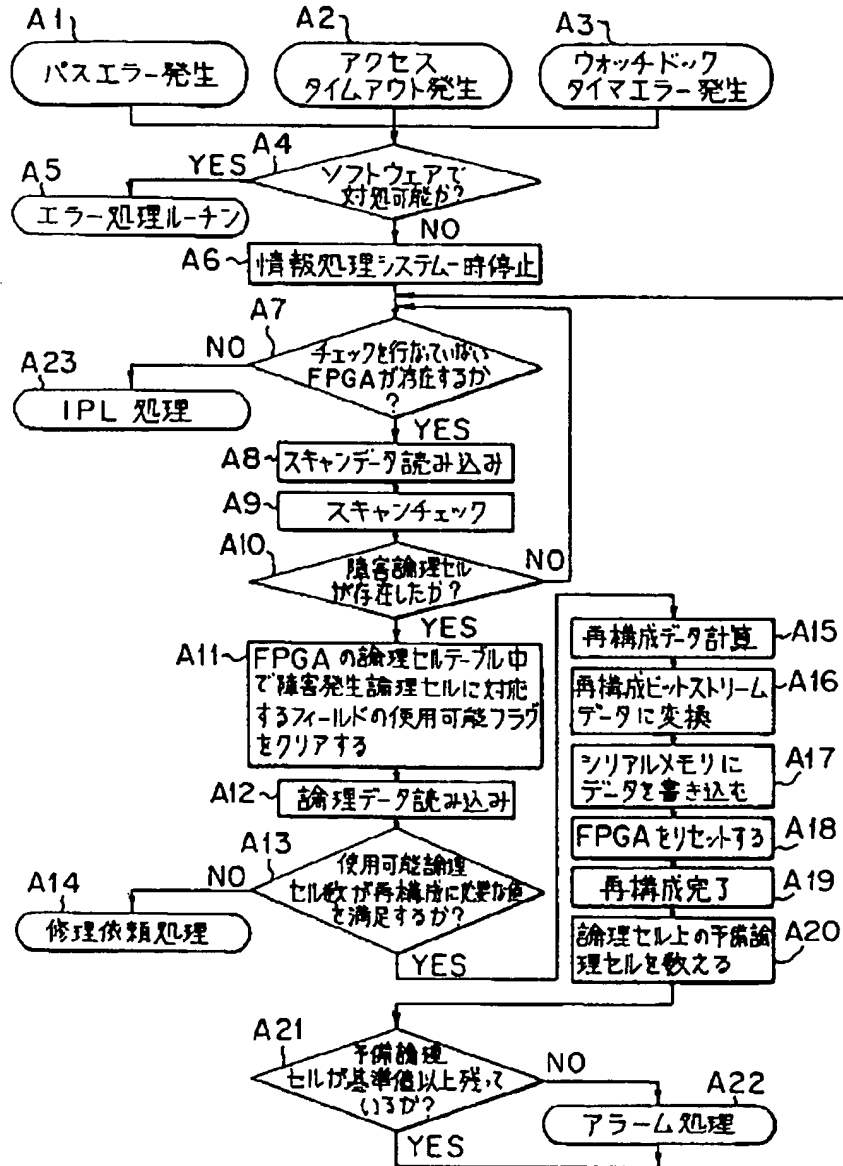 A1
パスエラー発生
A2
アクセス
タイムアウト発生
A3
ウォッチドック
タイマエラー発生
A4
ソフトウェアで
対処可能か?
YES
A5
エラー処理ルーチン
NO
A6
情報処理システム一時停止
A7
チェックを行なっていない
FPGAが存在するか
?
NO
A23
IPL 処理
YES
A8
スキャンデータ読み込み
A9
スキャンチェック
A10
障害論理セル
が存在したか?
NO
YES
A11
FPGAの論理セルテーブル中
で障害発生論理セルに対応
するフィールドの使用可能フラグ
をクリアする
A12
論理データ読み込み
A13
使用可能論理
セル数が再構成に必要な値
を満足するか?
NO
A14
修理依頼処理
YES
再構成データ計算
A15
再構成ビットストリーム
データに変換
A16
シリアルメモリに
データを書き込む
A17
FPGAをリセットする
A18
再構成完了
A19
論理セル上の予備論
理セルを数える
A20
A21
予備論理
セルが基準値以上残って
いるか?
NO
A22
アラーム処理
YES